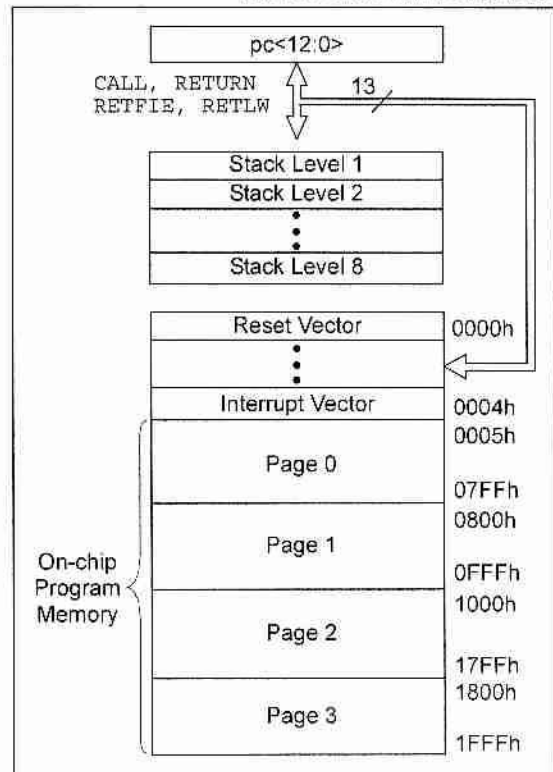 pc<12:0>
CALL, RETURN
RETFIE, RETLW
13
Stack Level 1
Stack Level 2
Stack Level 8
Reset Vector
0000h
Interrupt Vector
0004h
0005h
Page 0
07FFh
0800h
Page 1
0FFFh
On-chip
Program
Memory
1000h
Page 2
17FFh
1800h
Page 3
1FFFh